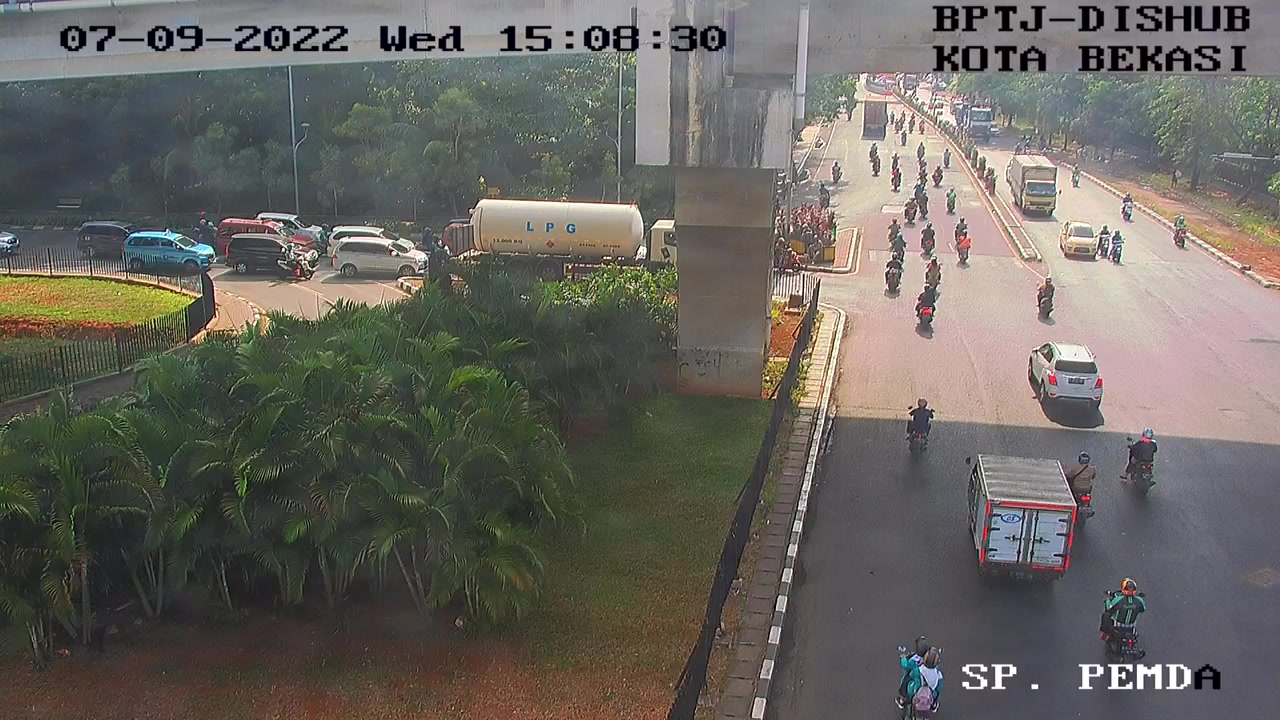 07-09-2022 Wed 15:08:30
BPTJ-DISHUB
KOTA BEKASI
LPG
SP. PEMDA